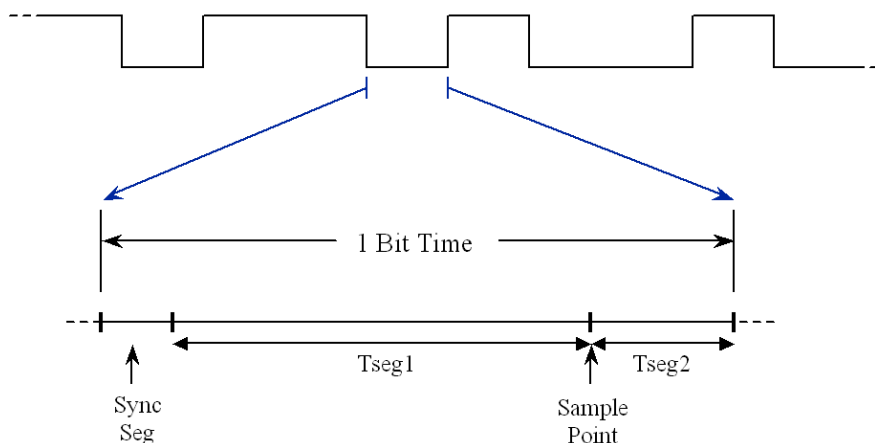 1 Bit Time
Tseg1
Tseg2
Sync
Seg
Sample
Point